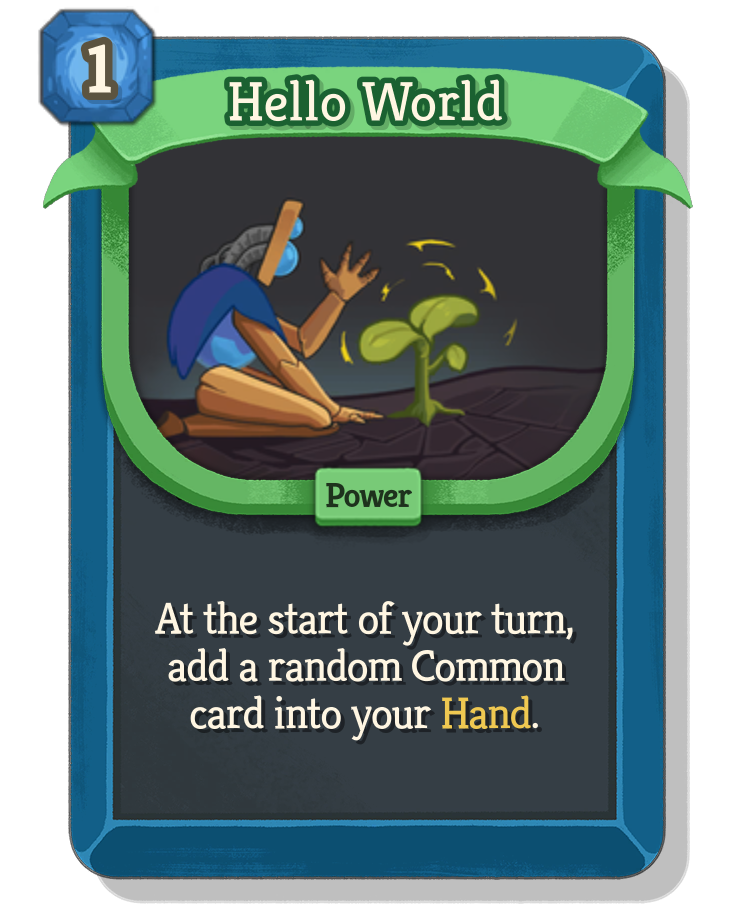 1
Hello World
Power
At the start of your turn,
add a random Common
card into your Hand.